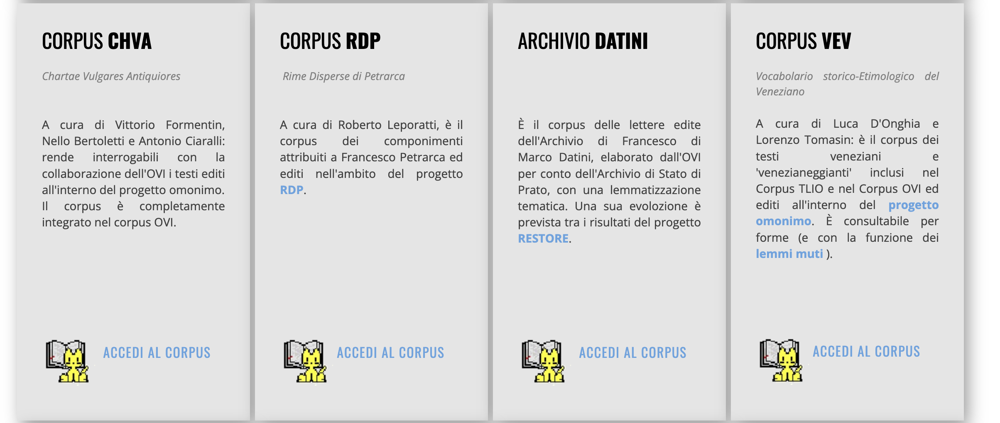 CORPUS CHVA
Chartae Vulgares Antiquiores
A cura di Vittorio Formentin,
Nello Bertoletti e Antonio Ciaralli:
rende interrogabili con la
collaborazione dell'OVI i testi editi
all'interno del progetto omonimo.
Il corpus è completamente
integrato nel corpus OVI.
ACCEDI AL CORPUS
CORPUS RDP
Rime Disperse di Petrarca
A cura di Roberto Leporatti, è il
corpus dei componimenti
attribuiti a Francesco Petrarca ed
editi nell'ambito del progetto
RDP.
ACCEDI AL CORPUS
ARCHIVIO DATINI
È il corpus delle lettere edite
dell'Archivio di Francesco di
Marco Datini, elaborato dall'OVI
per conto dell'Archivio di Stato di
Prato, con una lemmatizzazione
tematica. Una sua evolozione è
prevista tra i risultati del progetto
RESTORE.
ACCEDI AL CORPUS
CORPUS VEV
Vocabolario storico-Etimologico del
Veneziano
A cura di Luca D'Onghia e
Lorenzo Tomasin: è il corpus dei
testi veneziani e
'venezianeggianti' inclusi nel
Corpus TLIO e nel Corpus OVI ed
editi all'interno del progetto
omonimo. È consultabile per
forme (e con la funzione dei
lemmi muti ).
ACCEDI AL CORPUS